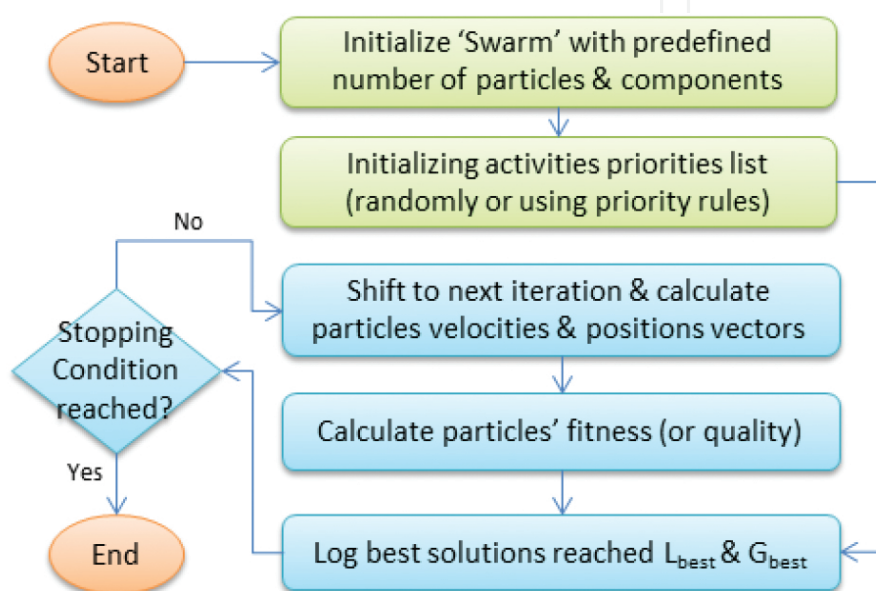 Start
Initialize ‘Swarm’ with predefined
number of particles & components
Initializing activities priorities list
(randomly or using priority rules)
No
Shift to next iteration & calculate
particles velocities & positions vectors
Stopping
Condition
reached?
Calculate particles’ fitness (or quality)
Yes
End
Log best solutions reached Lbest & Gbest